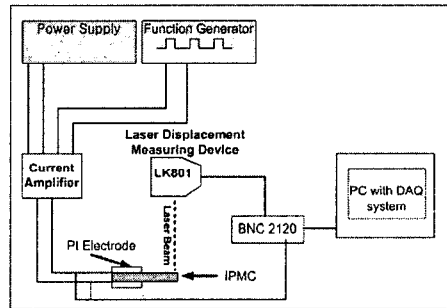 Power Supply
Function Generator
Laser Displacement
Measuring Device
LK801
Current
Amplifier
Laser Beam
PC with DAQ
system
BNC 2120
Pt Electrode
IPMC